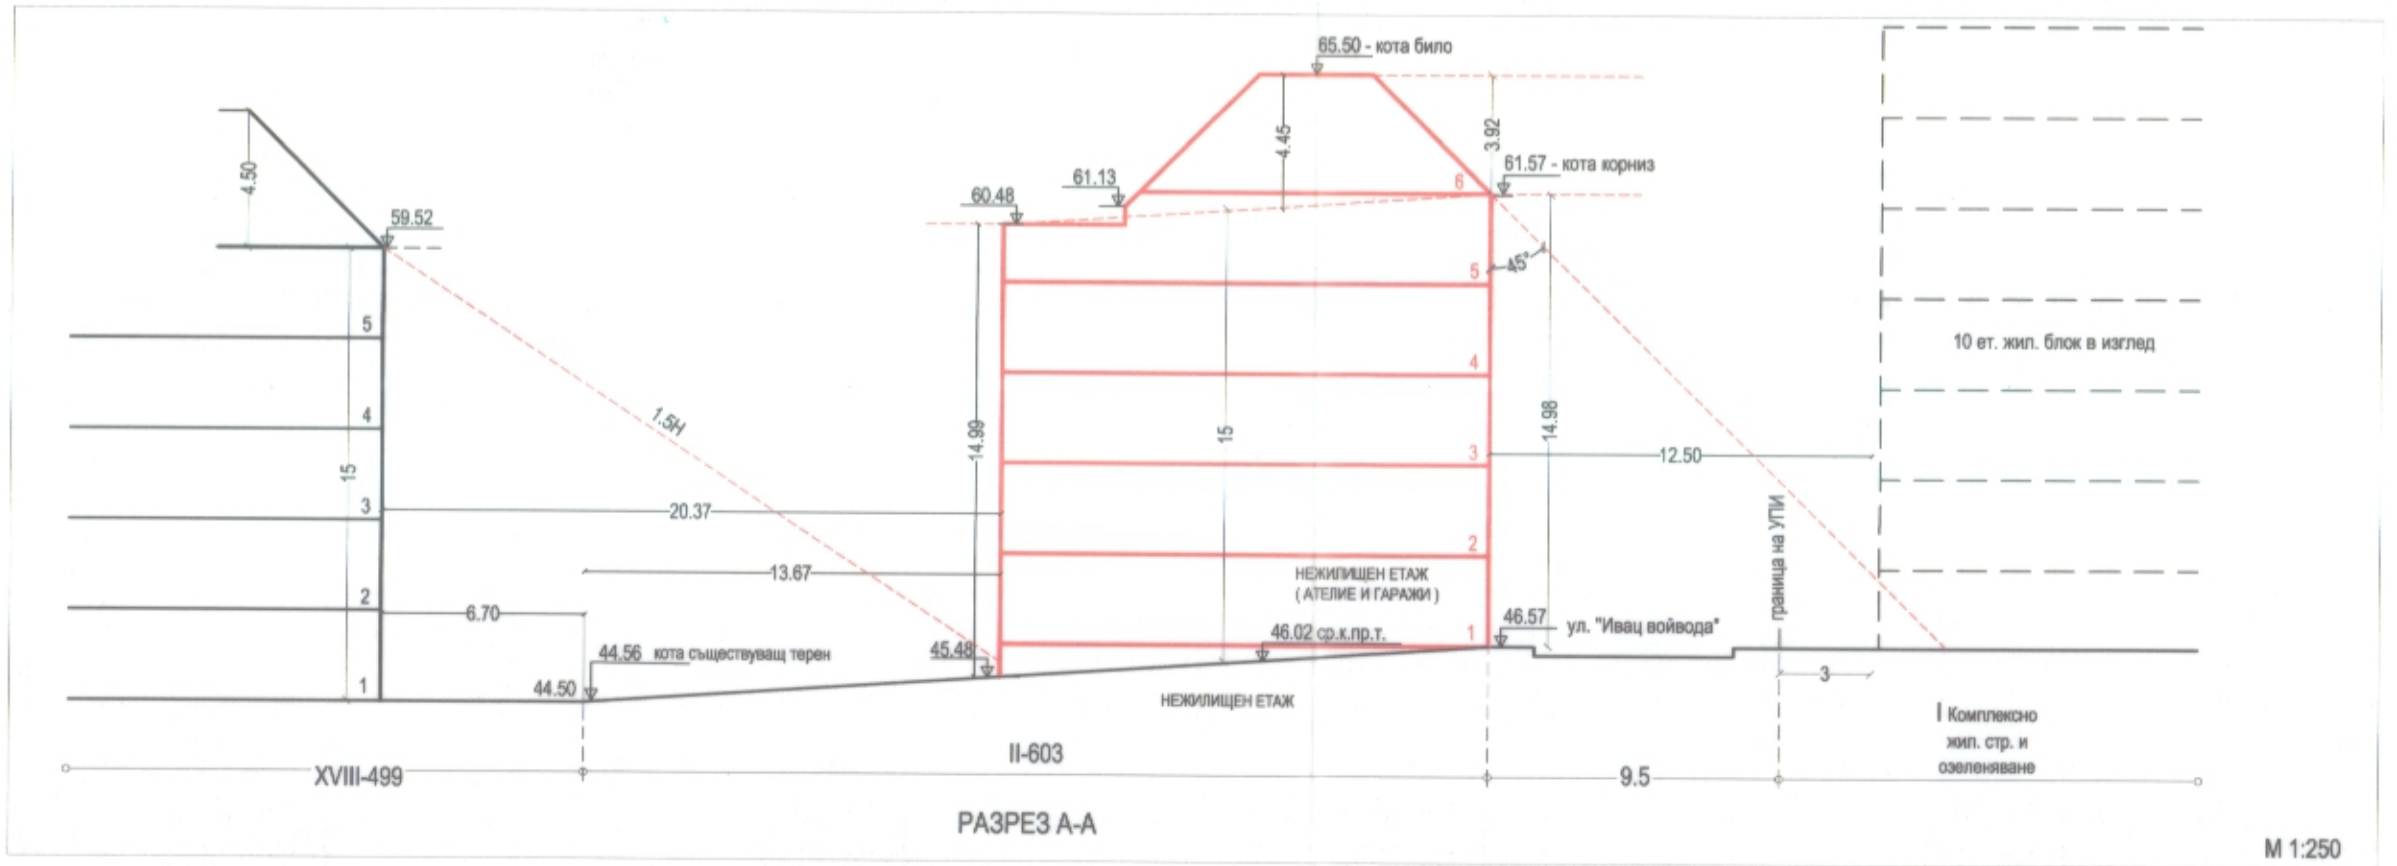 65.50 - кота било
4.50
59.52
60.48
61.13
4.45
3.92
61.57 - кота корниз
6
5
4
3
2
1
45°
5
4
3
2
1
15
1.5H
14.99
15
14.98
12.50
10 ет. жил. блок в изглед
20.37
13.67
6.70
НЕЖИЛИЩЕН ЕТАЖ
( АТЕЛИЕ И ГАРАЖИ )
граница на УПИ
46.57
ул. "Ивац войвода"
46.02 ср.к.пр.т.
44.56 кота съществуващ терен
45.48
44.50
3
НЕЖИЛИЩЕН ЕТАЖ
I Комплексно
жил. стр. и
озеленяване
XVIII-499
II-603
9.5
РАЗРЕЗ А-А
М 1:250